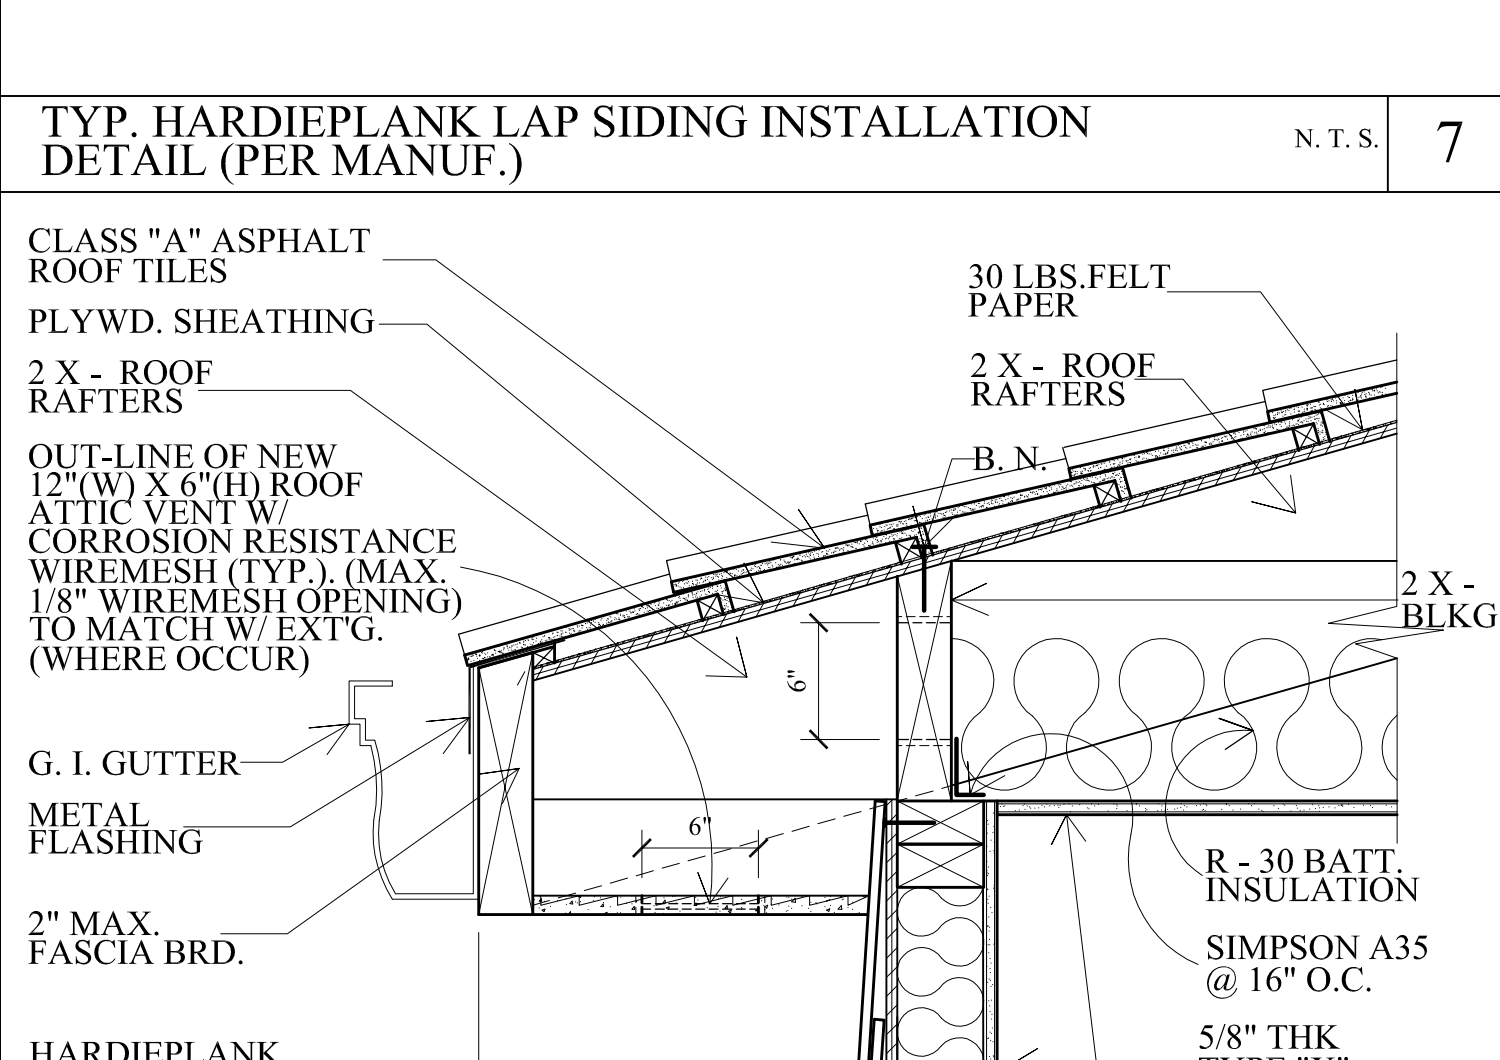 TYP. HARDIEPLANK LAP SIDING INSTALLATION
DETAIL (PER MANUF.)
N. T. S.
7
CLASS "A" ASPHALT
ROOF TILES
PLYWD. SHEATHING
2 X - ROOF
RAFTERS
OUT-LINE OF NEW
12"(W) X 6"(H) ROOF
ATTIC VENT W/
CORROSION RESISTANCE
WIREMESH (TYP.). (MAX.
1/8" WIREMESH OPENING)
TO MATCH W/ EXT'G.
(WHERE OCCUR)
G. I. GUTTER
METAL
FLASHING
2" MAX.
FASCIA BRD.
HARDIEPLANK
30 LBS.FELT
PAPER
2 X - ROOF
RAFTERS
B. N.
2 X -
BLKG
6"
6"
R - 30 BATT.
INSULATION
SIMPSON A35
@ 16" O.C.
5/8" THK
TYPE "X"